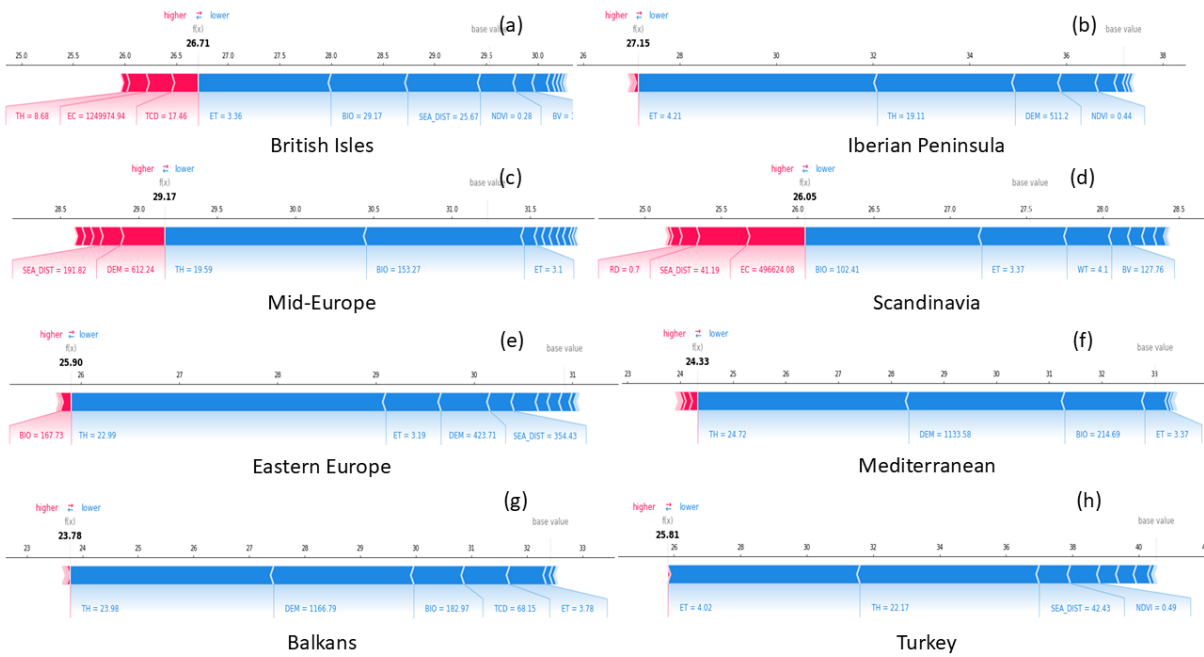 (a)
higher ⇄ lower
f(x)
base value
26.71
25.0 25.5 26.0 26.5 27.0 27.5 28.0 28.5 29.0 29.5 30.0
TH = 8.68 EC = 1249974.94 TCD = 17.46 ET = 3.36 BIO = 29.17 SEA_DIST = 25.67 NDVI = 0.28 BV =
British Isles
(b)
higher ⇄ lower
f(x)
base value
27.15
26 28 30 32 34 36 38
ET = 4.21 TH = 19.11 DEM = 511.2 NDVI = 0.44
Iberian Peninsula
(c)
higher ⇄ lower
f(x)
base value
29.17
28.5 29.0 29.5 30.0 30.5 31.0 31.5
SEA_DIST = 191.82 DEM = 612.24 TH = 19.59 BIO = 153.27 ET = 3.1
Mid-Europe
(d)
higher ⇄ lower
f(x)
base value
26.05
25.0 25.5 26.0 26.5 27.0 27.5 28.0 28.5
RD = 0.7 SEA_DIST = 41.19 EC = 496624.08 BIO = 102.41 ET = 3.37 WT = 4.1 BV = 127.76
Scandinavia
(e)
higher ⇄ lower
f(x)
base value
25.90
26 27 28 29 30 31
BIO = 167.73 TH = 22.99 ET = 3.19 DEM = 423.71 SEA_DIST = 354.43
Eastern Europe
(f)
higher ⇄ lower
f(x)
base value
24.33
23 24 25 26 27 28 29 30 31 32 33
TH = 24.72 DEM = 1133.58 BIO = 214.69 ET = 3.37
Mediterranean
(g)
higher ⇄ lower
f(x)
base value
23.78
23 24 25 26 27 28 29 30 31 32 33
TH = 23.98 DEM = 1166.79 BIO = 182.97 TCD = 68.15 ET = 3.78
Balkans
(h)
higher ⇄ lower
f(x)
base value
25.81
26 28 30 32 34 36 38 40
ET = 4.02 TH = 22.17 SEA_DIST = 42.43 NDVI = 0.49
Turkey